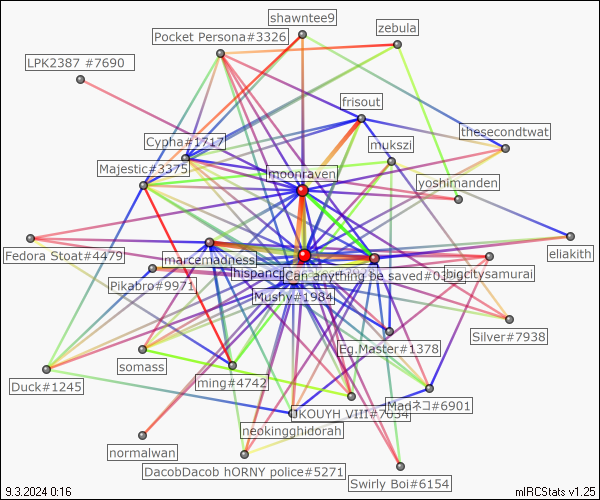 shawntee9
zebula
Pocket Persona#3326
LPK2387 #7690
frisout
thesecondtwat
Cypha#1717
mukszi
Majestic#3375
moonraven
yoshimanden
Fedora Stoat#4479
marcemadness
eliakith
hispanc
Can anything be saved#0
bigcitysamurai
Pikabro#9971
Mushy#1984
Silver#7938
Eg.Master#1378
somass
Duck#1245
ming#4742
JKOUYH VIII#7034
Madネコ#6901
neokingghidorah
normalwan
DacobDacob hORNY police#5271
Swirly Boi#6154
9.3.2024 0:16
mIRCStats v1.25